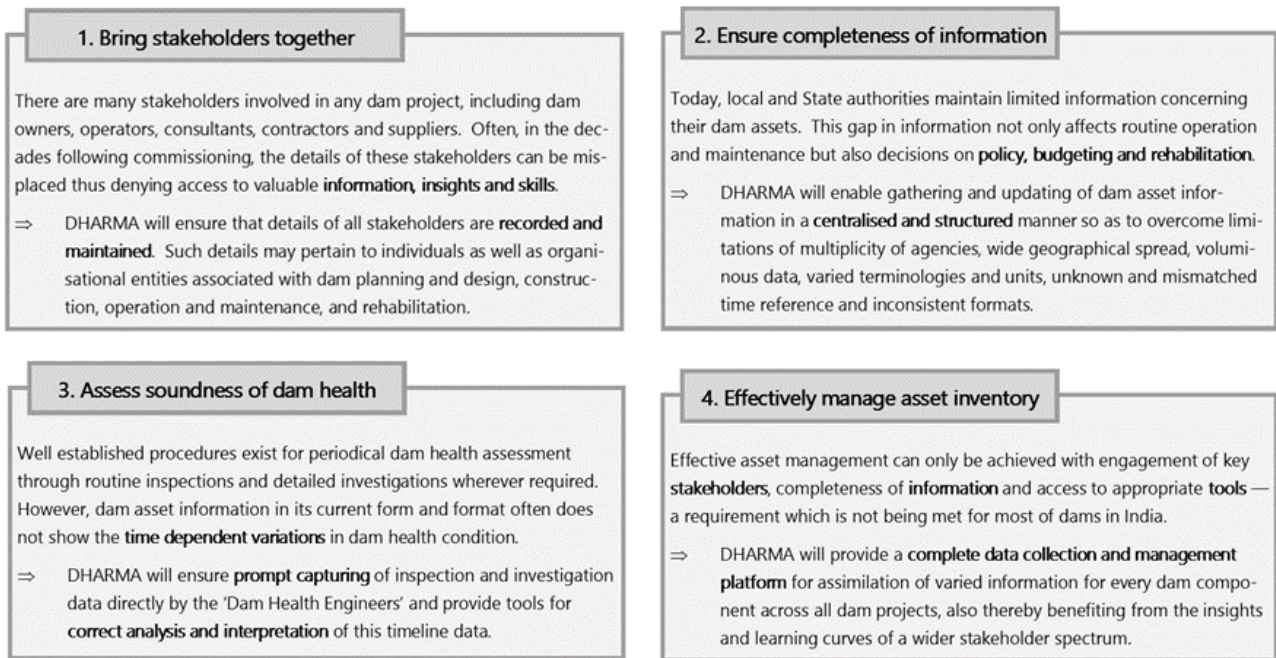 1. Bring stakeholders together
There are many stakeholders involved in any dam project, including dam
owners, operators, consultants, contractors and suppliers. Often, in the dec-
ades following commissioning, the details of these stakeholders can be mis-
placed thus denying access to valuable information, insights and skills.
⇒ DHARMA will ensure that details of all stakeholders are recorded and
maintained. Such details may pertain to individuals as well as organi-
sational entities associated with dam planning and design, construc-
tion, operation and maintenance, and rehabilitation.
2. Ensure completeness of information
Today, local and State authorities maintain limited information concerning
their dam assets. This gap in information not only affects routine operation
and maintenance but also decisions on policy, budgeting and rehabilitation.
⇒ DHARMA will enable gathering and updating of dam asset infor-
mation in a centralised and structured manner so as to overcome limi-
tations of multiplicity of agencies, wide geographical spread, volumi-
nous data, varied terminologies and units, unknown and mismatched
time reference and inconsistent formats.
3. Assess soundness of dam health
Well established procedures exist for periodical dam health assessment
through routine inspections and detailed investigations wherever required.
However, dam asset information in its current form and format often does
not show the time dependent variations in dam health condition.
⇒ DHARMA will ensure prompt capturing of inspection and investigation
data directly by the 'Dam Health Engineers' and provide tools for
correct analysis and interpretation of this timeline data.
4. Effectively manage asset inventory
Effective asset management can only be achieved with engagement of key
stakeholders, completeness of information and access to appropriate tools —
a requirement which is not being met for most of dams in India.
⇒ DHARMA will provide a complete data collection and management
platform for assimilation of varied information for every dam compo-
nent across all dam projects, also thereby benefiting from the insights
and learning curves of a wider stakeholder spectrum.